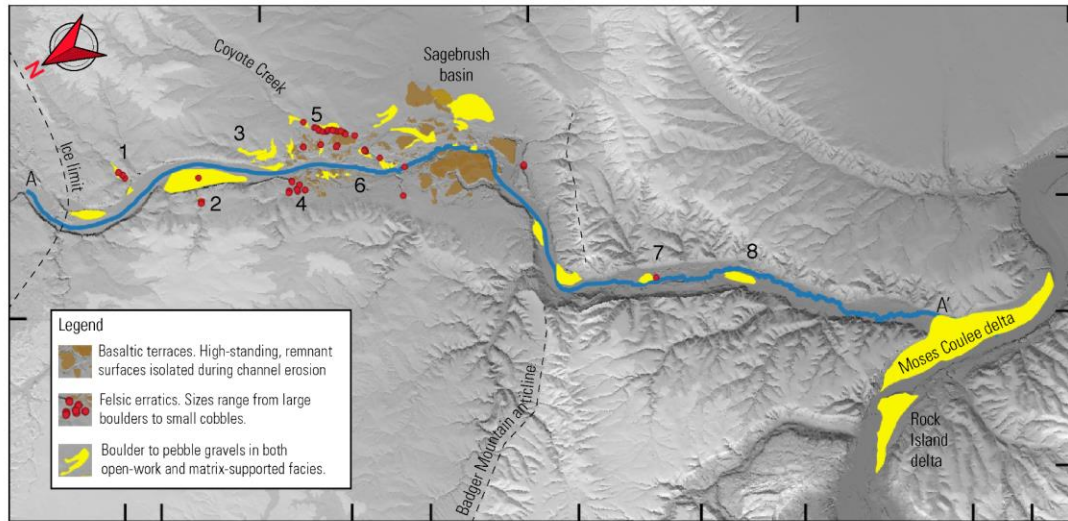 N
Coyote Creek
Sagebrush
basin
Ice limit
1
3
5
A
2
4
6
7
8
A'
Moses Coulee delta
Rock
Island
delta
Badger Mountain anticline
Legend
Basaltic terraces. High-standing, remnant
surfaces isolated during channel erosion
Felsic erratics. Sizes range from large
boulders to small cobbles.
Boulder to pebble gravels in both
open-work and matrix-supported facies.